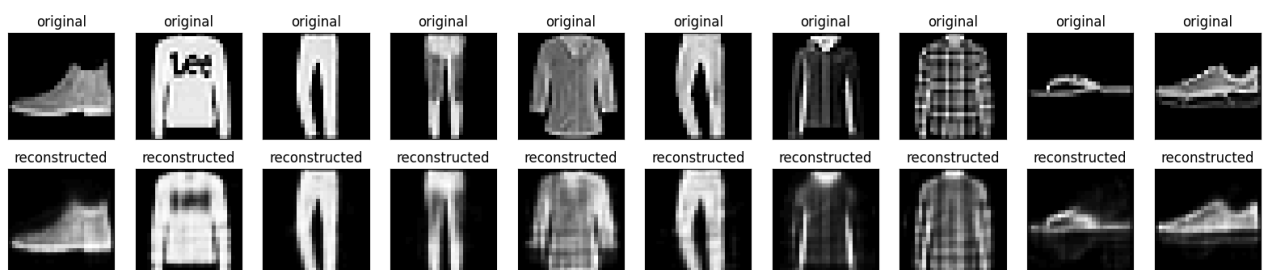 original original original original original original original original original original
Lee
reconstructed reconstructed reconstructed reconstructed reconstructed reconstructed reconstructed reconstructed reconstructed reconstructed